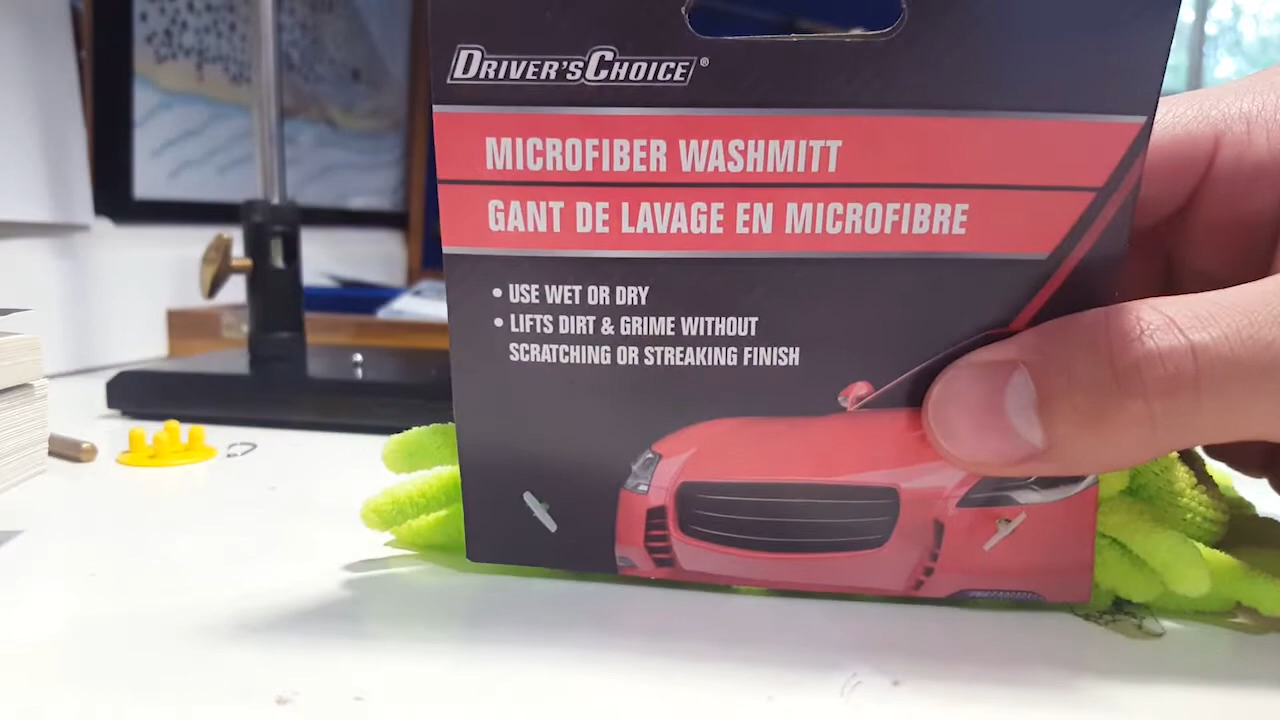 DRIVER'S CHOICE®
MICROFIBER WASHMITT
GANT DE LAVAGE EN MICROFIBRE
• USE WET OR DRY
• LIFTS DIRT & GRIME WITHOUT
SCRATCHING OR STREAKING FINISH